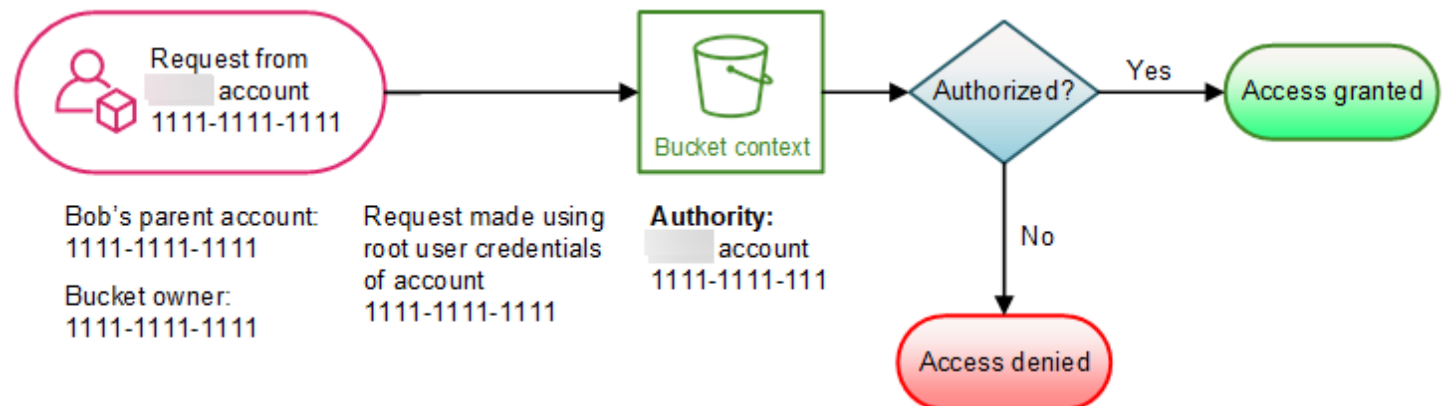 Request from
account
1111-1111-1111
Bucket context
Authorized?
Yes
Access granted
No
Access denied
Bob's parent account:
1111-1111-1111
Bucket owner:
1111-1111-1111
Request made using
root user credentials
of account
1111-1111-1111
Authority:
account
1111-1111-111